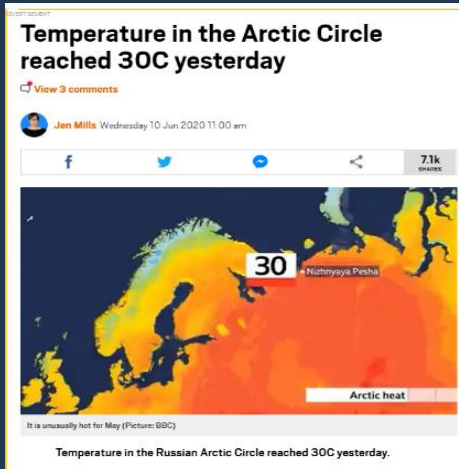 ADVERTISEMENT
Temperature in the Arctic Circle
reached 30C yesterday
View 3 comments
Jen Mills Wednesday 10 Jun 2020 11:00 am
7.1k
SHARES
30
Nizhnyaya Pesha
Arctic heat
It is unusually hot for May (Picture: BBC)
Temperature in the Russian Arctic Circle reached 30C yesterday.